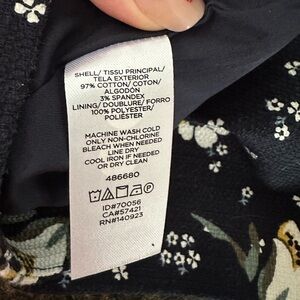 SHELL/ TISSU PRINCIPAL/
TELA EXTERIOR
97% COTTON/ COTON/
ALGODON
3% SPANDEX
LINING/ DOUBLURE/ FORRO
100% POLYESTER/
POLIESTER
MACHINE WASH COLD
ONLY NON-CHLORINE
BLEACH WHEN NEEDED
LINE DRY
COOL IRON IF NEEDED
OR DRY CLEAN
486680
ID#70056
CA#57421
RN#140923